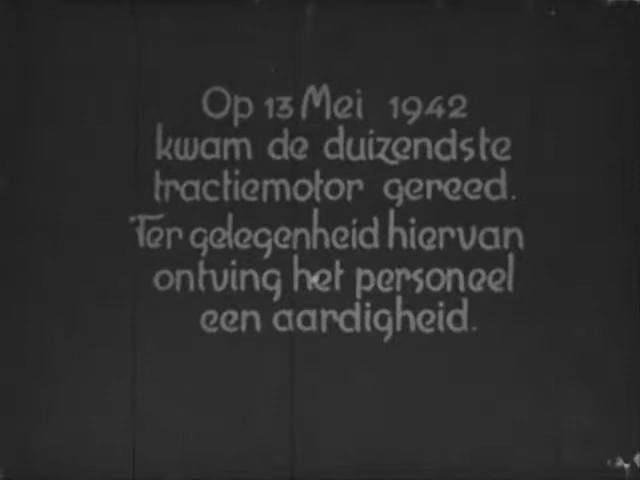 Op 13 Mei 1942
kwam de duizendste
tractiemotor gereed.
Ter gelegenheid hiervan
ontving het personeel
een aardigheid.